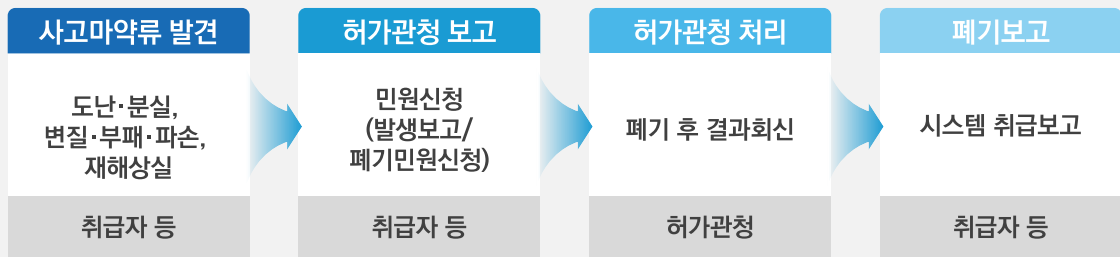 사고마약류 발견
도난·분실,
변질·부패·파손,
재해상실
취급자 등
허가관청 보고
민원신청
(발생보고/
폐기민원신청)
취급자 등
허가관청 처리
폐기 후 결과회신
허가관청
폐기보고
시스템 취급보고
취급자 등